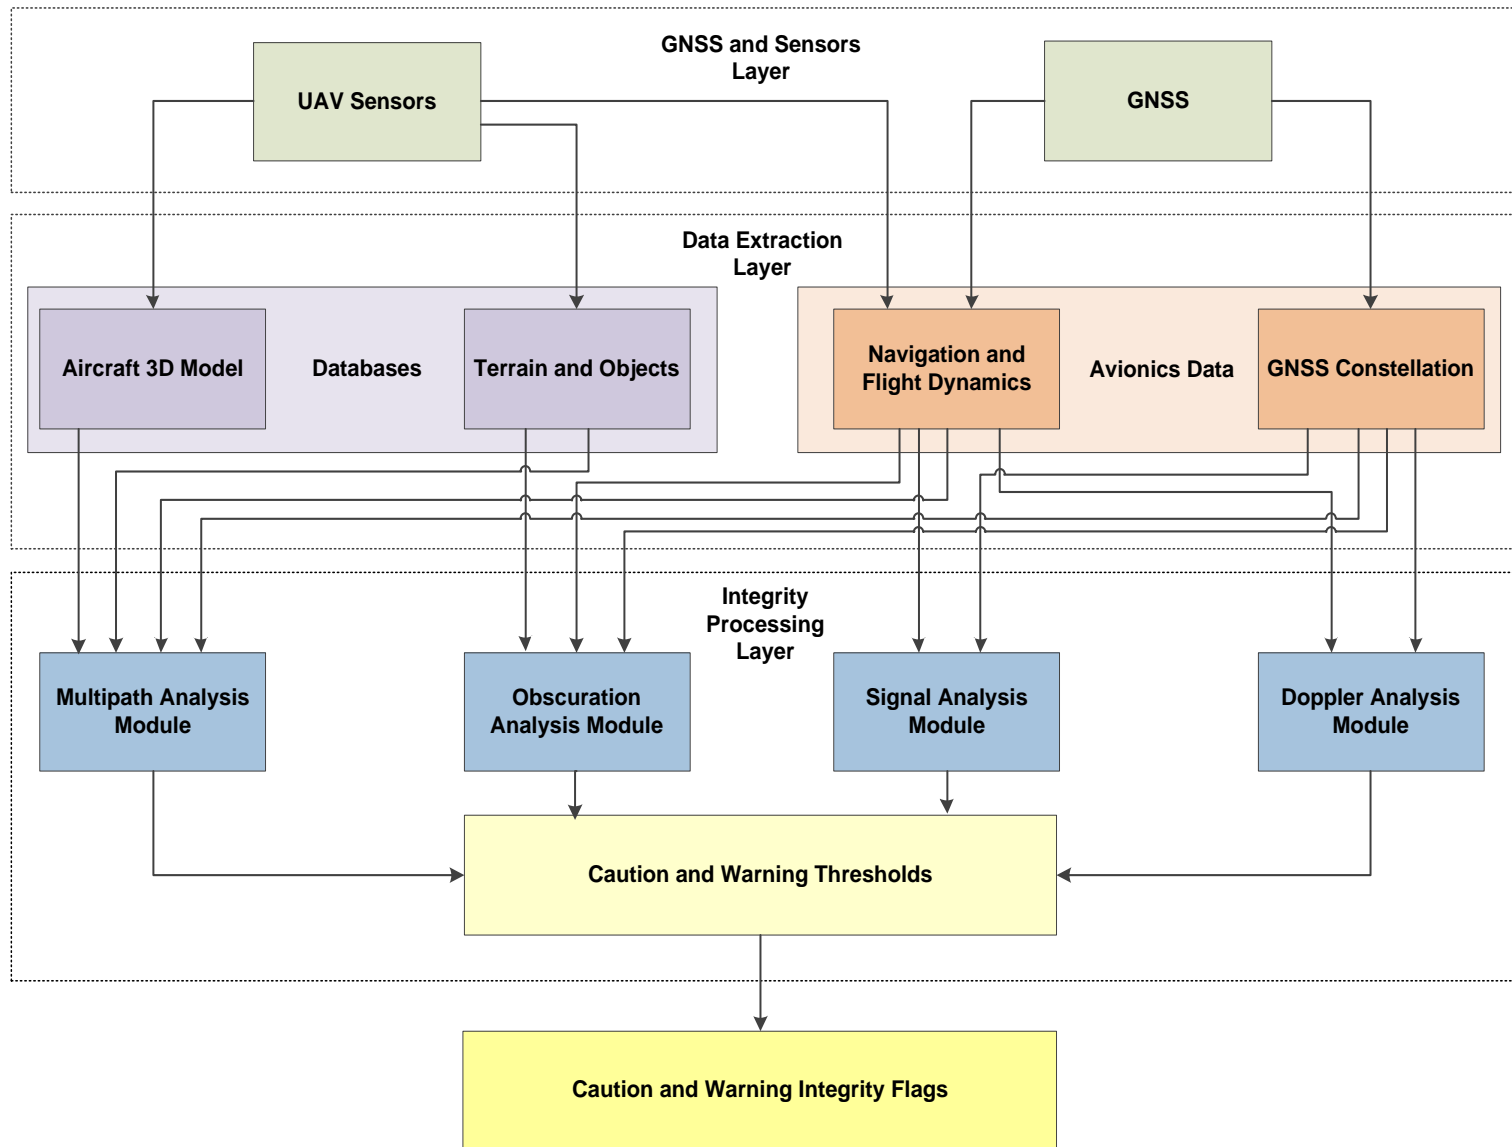 GNSS and Sensors
Layer
UAV Sensors
GNSS
Data Extraction
Layer
Aircraft 3D Model
Databases
Terrain and Objects
Navigation and
Flight Dynamics
Avionics Data
GNSS Constellation
Integrity
Processing
Layer
Multipath Analysis
Module
Obscuration
Analysis Module
Signal Analysis
Module
Doppler Analysis
Module
Caution and Warning Thresholds
Caution and Warning Integrity Flags